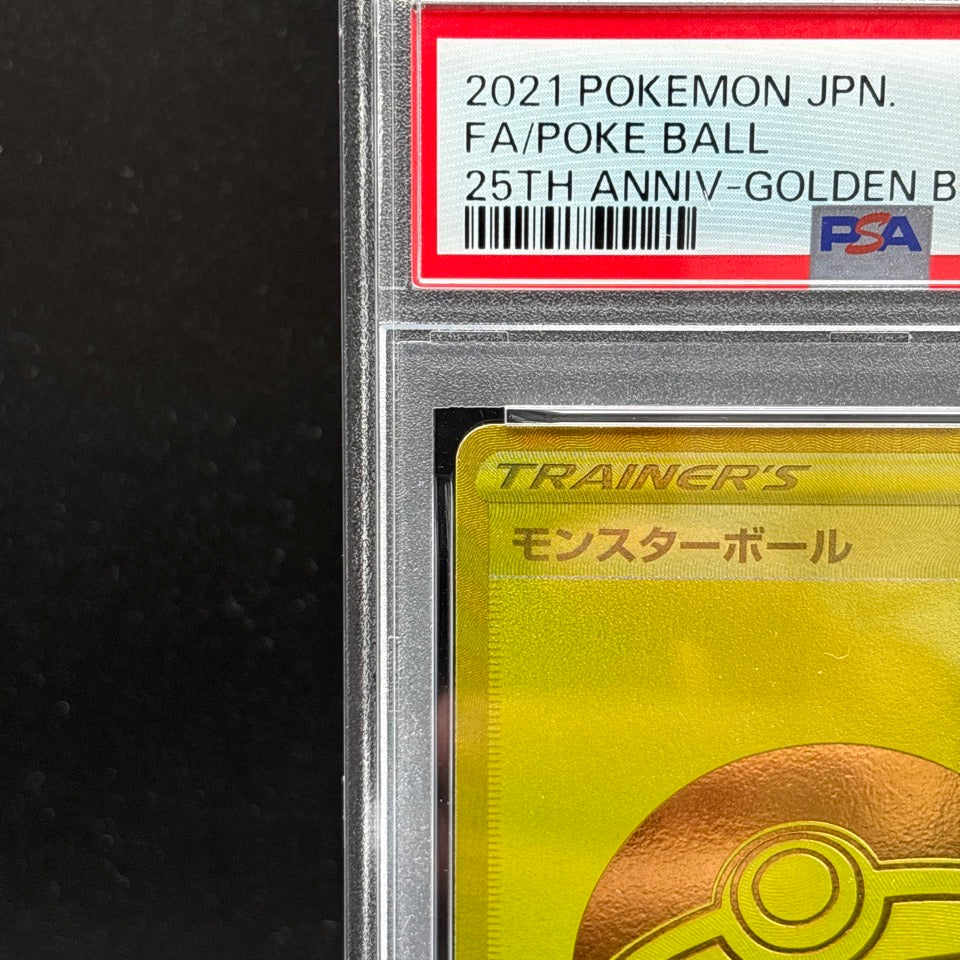 2021 POKEMON JPN.
FA/POKE BALL
25TH ANNIV-GOLDEN B
PSA
TRAINER'S
モンスターボール